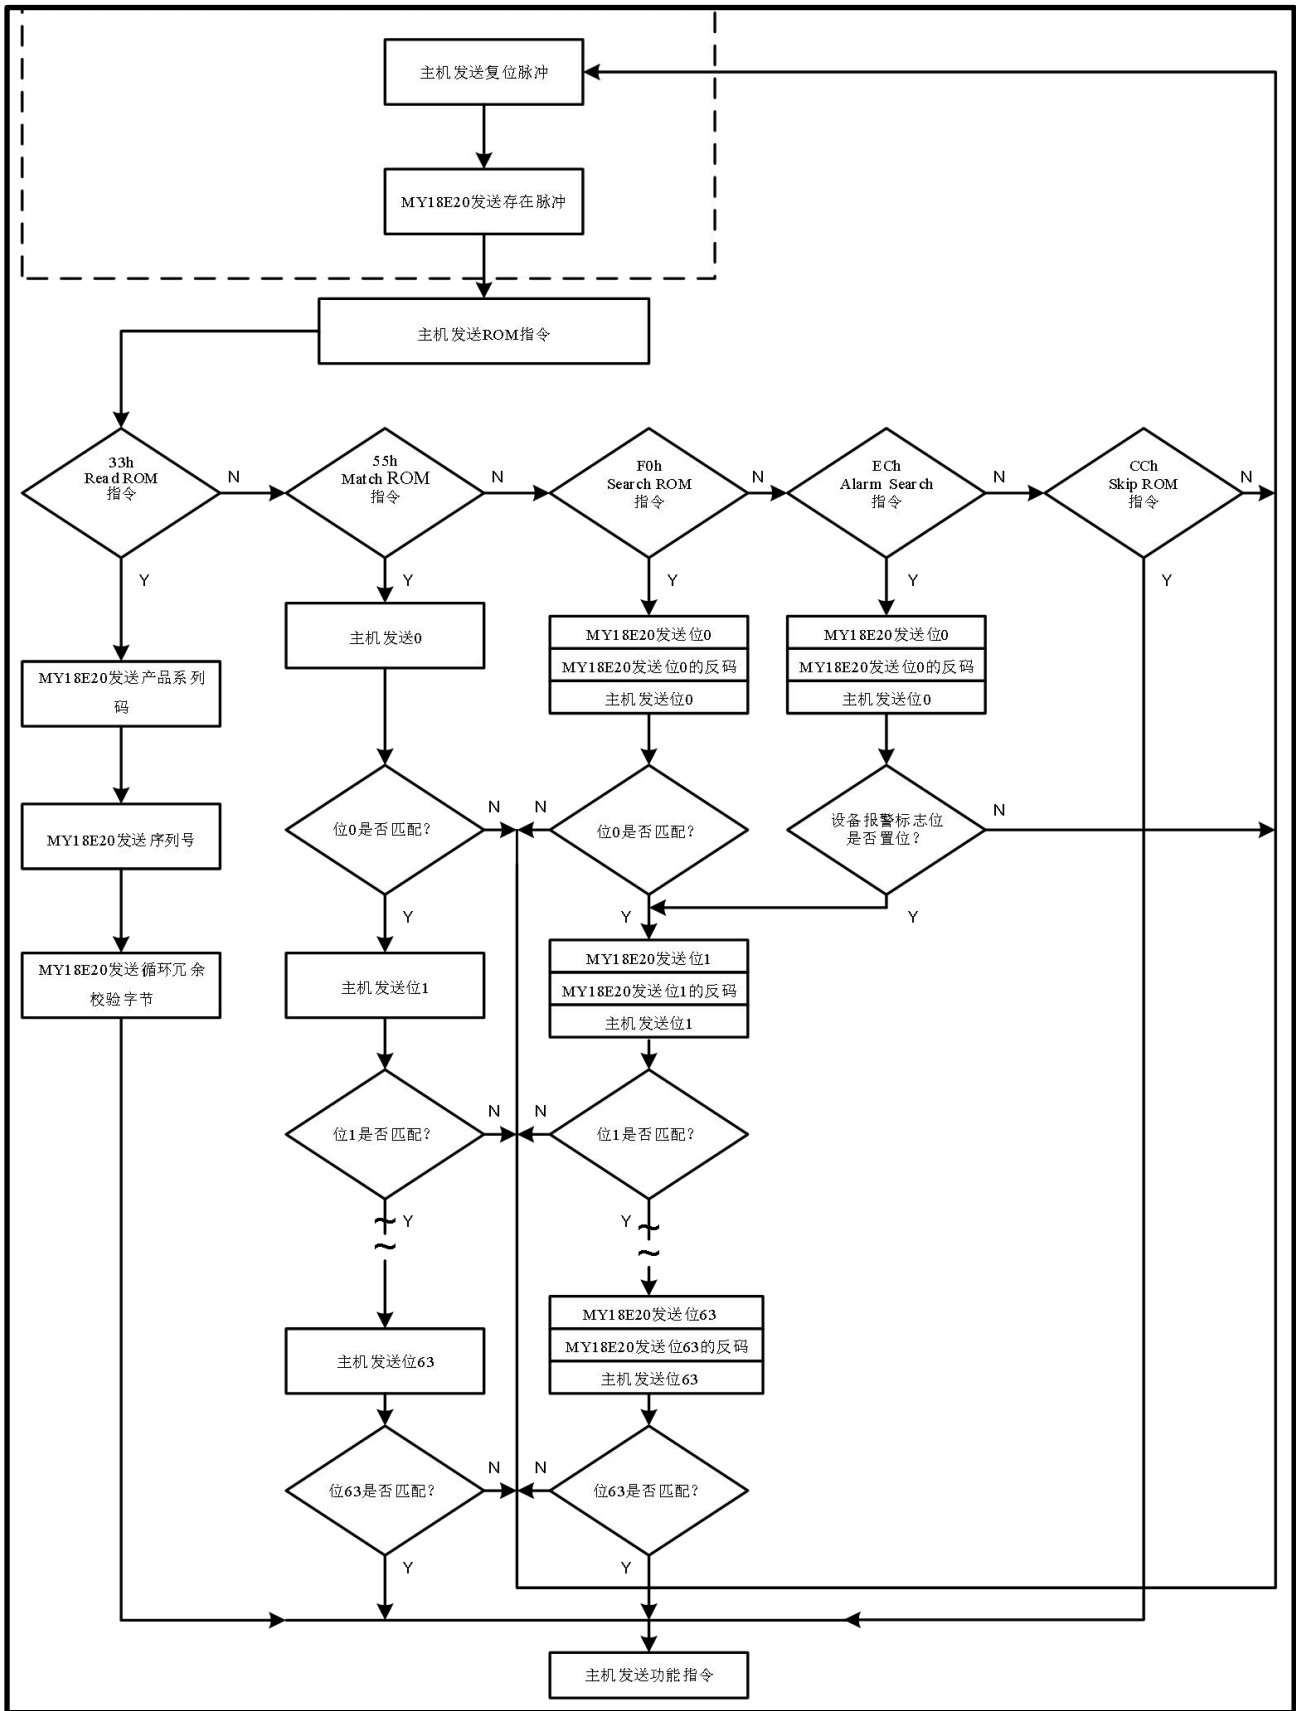 主机发送复位脉冲
MY18E20发送存在脉冲
主机发送ROM指令
33h
Read ROM
指令
N
55h
Match ROM
指令
N
F0h
Search ROM
指令
N
ECh
Alarm Search
指令
N
CCh
Skip ROM
指令
N
Y
Y
Y
Y
Y
主机发送0
MY18E20发送位0
MY18E20发送位0的反码
主机发送位0
MY18E20发送位0
MY18E20发送位0的反码
主机发送位0
MY18E20发送产品系列
码
位0是否匹配？
N
N
位0是否匹配？
设备报警标志位
是否置位？
N
MY18E20发送序列号
Y
Y
Y
MY18E20发送循环冗余
校验字节
主机发送位1
MY18E20发送位1
MY18E20发送位1的反码
主机发送位1
位1是否匹配？
N
N
位1是否匹配？
Y
Y
主机发送位63
MY18E20发送位63
MY18E20发送位63的反码
主机发送位63
位63是否匹配？
N
N
位63是否匹配？
Y
Y
主机发送功能指令